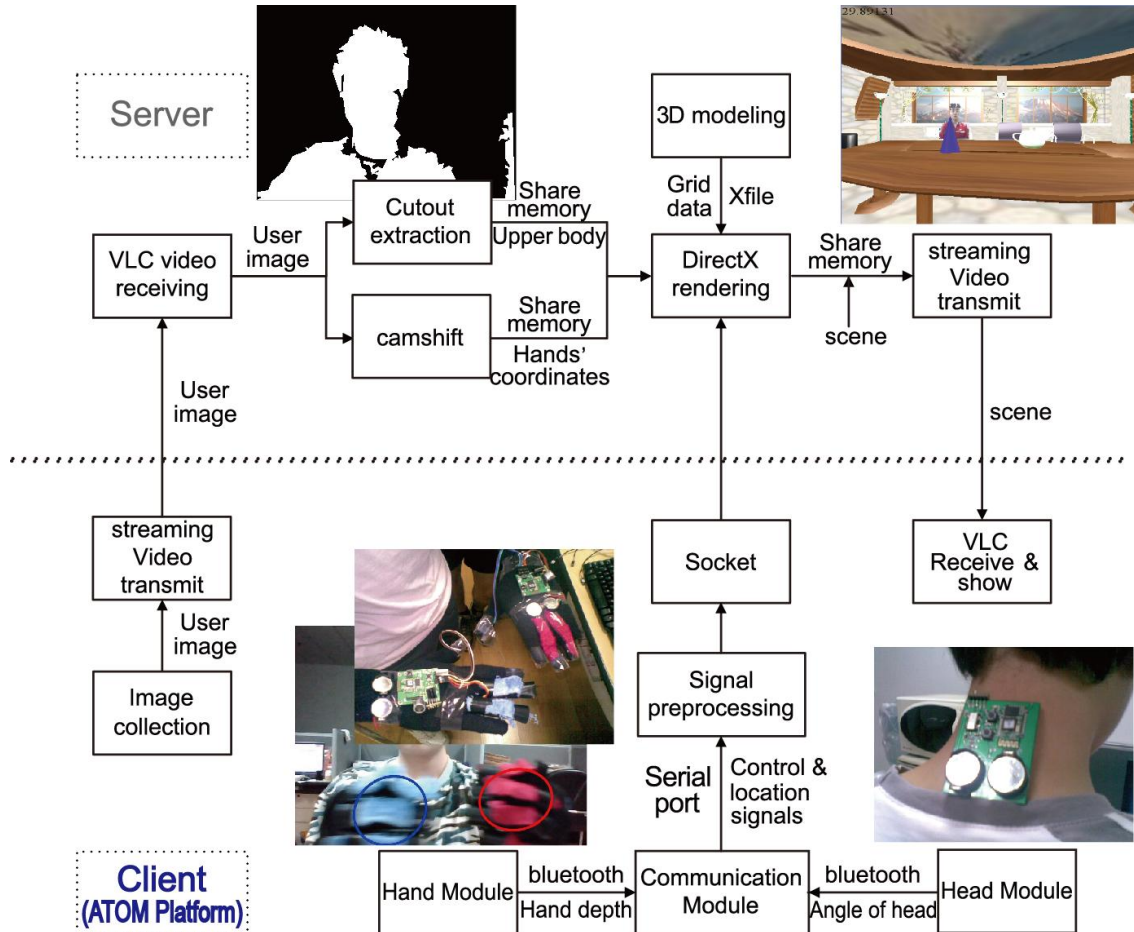 29.89131
Server
3D modeling
Grid
data
Xfile
Cutout
extraction
Share
memory
Upper body
User
image
VLC video
receiving
DirectX
rendering
Share
memory
streaming
Video
transmit
camshift
Share
memory
Hands'
coordinates
scene
User
image
scene
streaming
Video
transmit
Socket
VLC
Receive &
show
User
image
Image
collection
Signal
preprocessing
Serial
port
Control &
location
signals
Client
(ATOM Platform)
Hand Module
bluetooth
Hand depth
Communication
Module
bluetooth
Angle of head
Head Module